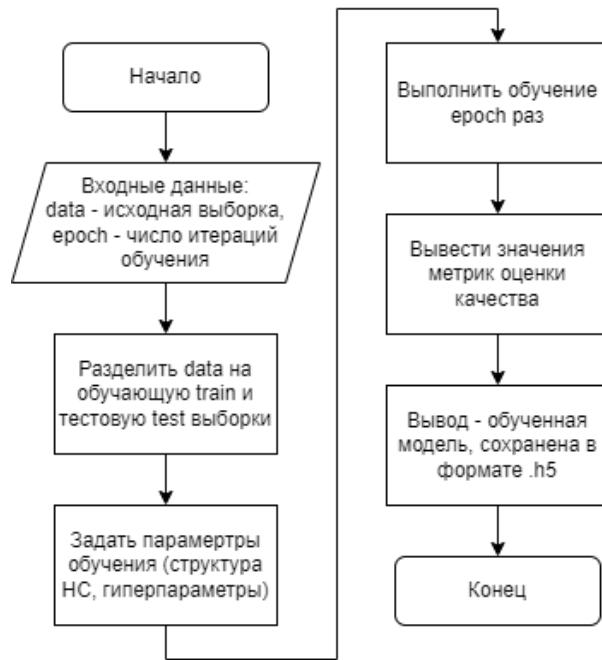 Начало
Входные данные:
data - исходная выборка,
epoch - число итераций
обучения
Разделить data на
обучающую train и
тестовую test выборки
Задать парамертры
обучения (структура
НС, гиперпараметры)
Выполнить обучение
epoch раз
Вывести значения
метрик оценки
качества
Вывод - обученная
модель, сохранена в
формате .h5
Конец